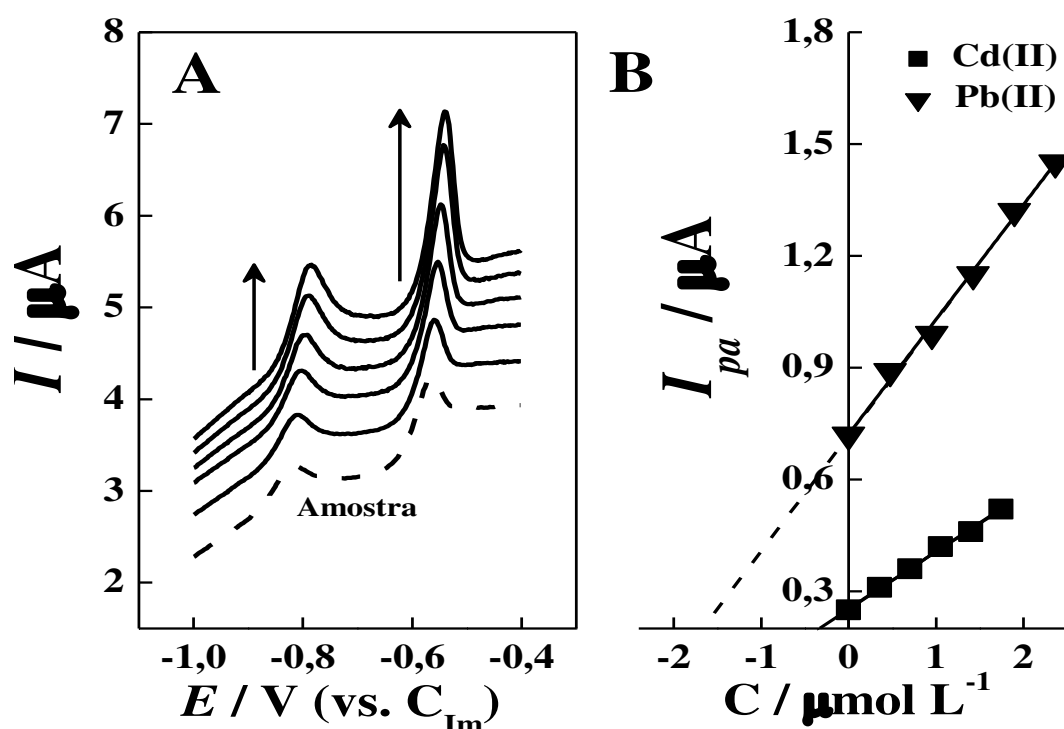 A
8
7
6
5
4
3
2
I / µA
Amostra
-1,0 -0,8 -0,6 -0,4
E / V (vs. C_Im)
B
Cd(II)
Pb(II)
1,8
1,5
1,2
0,9
0,6
0,3
I_pa / µA
-2 -1 0 1 2
C / µmol L⁻¹